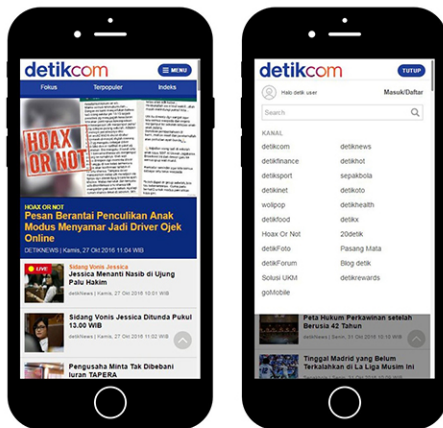 detikcom
MENU
Fokus
Terpopuler
Indeks
HOAX
OR NOT
HOAX OR NOT
Pesan Berantai Penculikan Anak
Modus Menyamar Jadi Driver Ojek
Online
DETIKNEWS | Kamis, 27 Okt 2016 11:04 WIB
LIVE
Sidang Vonis Jessica
Jessica Menanti Nasib di Ujung
Palu Hakim
detikNews | Kamis, 27 Okt 2016 10:01 WIB
Sidang Vonis Jessica Ditunda Pukul
13.00 WIB
detikNews | Kamis, 27 Okt 2016 11:02 WIB
Pengusaha Minta Tak Dibebani
Iuran TAPERA
detikcom
TUTUP
Halo detik user
Masuk/Daftar
Search
KANAL
detikcom
detiknews
detikfinance
detikhot
detiksport
sepakbola
detikinet
detikoto
wolipop
detikhealth
detikfood
detikx
Hoax Or Not
20detik
detikFoto
Pasang Mata
detikForum
Blog detik
Solusi UKM
detikrewards
goMobile
Peta Hukum Perkawinan setelah
Berusia 42 Tahun
Tinggal Madrid yang Belum
Terkalahkan di La Liga Musim Ini